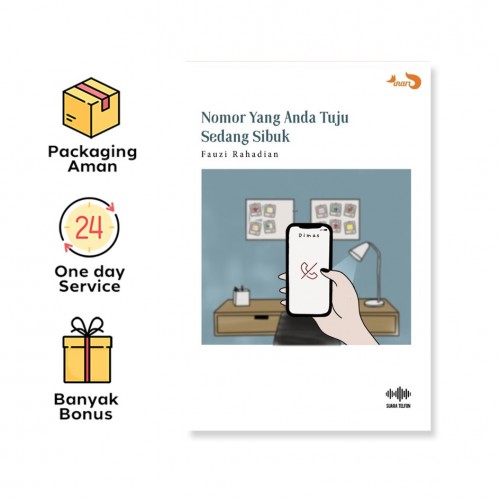 inari
Nomor Yang Anda Tuju
Sedang Sibuk
Fauzi Rahadian
Dimas
SUARA TELFON
Packaging
Aman
24
One day
Service
Banyak
Bonus